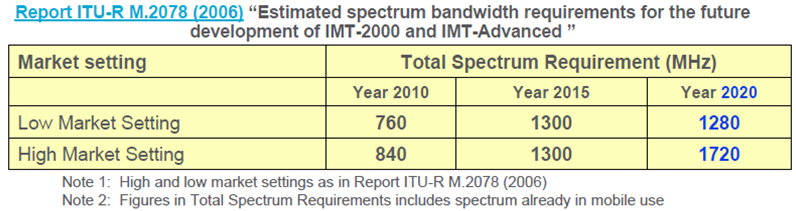 Report ITU-R M.2078 (2006) “Estimated spectrum bandwidth requirements for the future
development of IMT-2000 and IMT-Advanced ”
Market setting Total Spectrum Requirement (MHz)
Year 2010 Year 2015 Year 2020
Low Market Setting 760 1300 1280
High Market Setting 840 1300 1720
Note 1: High and low market settings as in Report ITU-R M.2078 (2006)
Note 2: Figures in Total Spectrum Requirements includes spectrum already in mobile use